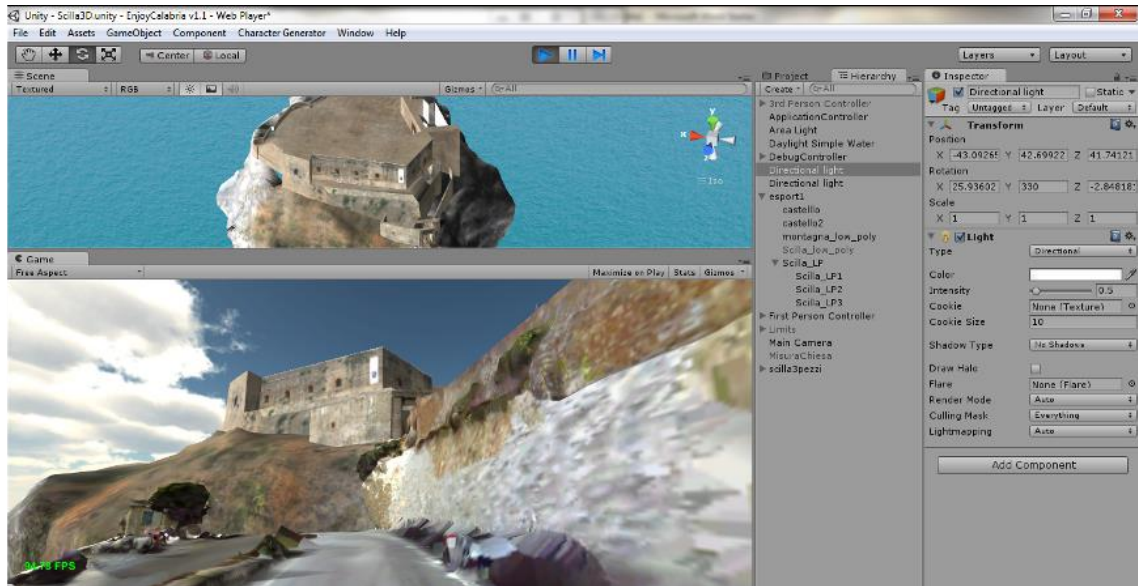 Unity - Scilla3D.unity - EnjoyCalabria v1.1 - Web Player*
File Edit Assets GameObject Component Character Generator Window Help
Center Local
Layers Layout
Scene
Textured RGB Gizmos All
Iso
y
x
Game
Free Aspect Maximize on Play Stats Gizmos
94.78 FPS
Project Hierarchy
Create All
3rd Person Controller
ApplicationController
Area Light
Daylight Simple Water
DebugController
Directional light
Directional light
esport1
castello
castello2
montagna_low_poly
Scilla_low_poly
Scilla_LP
Scilla_LP1
Scilla_LP2
Scilla_LP3
First Person Controller
Limits
Main Camera
MisuraChiesa
scilla3pezzi
Inspector
Directional light Static
Tag Untagged Layer Default
Transform
Position
X -43.0926 Y 42.69922 Z 41.74121
Rotation
X 25.93602 Y 330 Z -2.84818
Scale
X 1 Y 1 Z 1
Light
Type Directional
Color
Intensity 0.5
Cookie None (Texture)
Cookie Size 10
Shadow Type No Shadows
Draw Halo
Flare None (Flare)
Render Mode Auto
Culling Mask Everything
Lightmapping Auto
Add Component